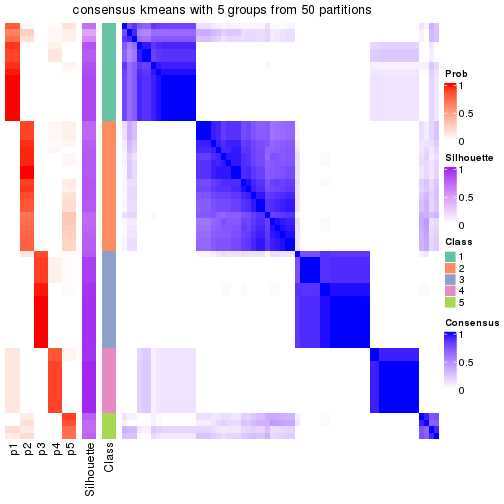 consensus kmeans with 5 groups from 50 partitions
Prob
1
0.5
0
Silhouette
1
0.5
0
Class
1
2
3
4
5
Consensus
1
0.5
0
p1
p2
p3
p4
p5
Silhouette
Class